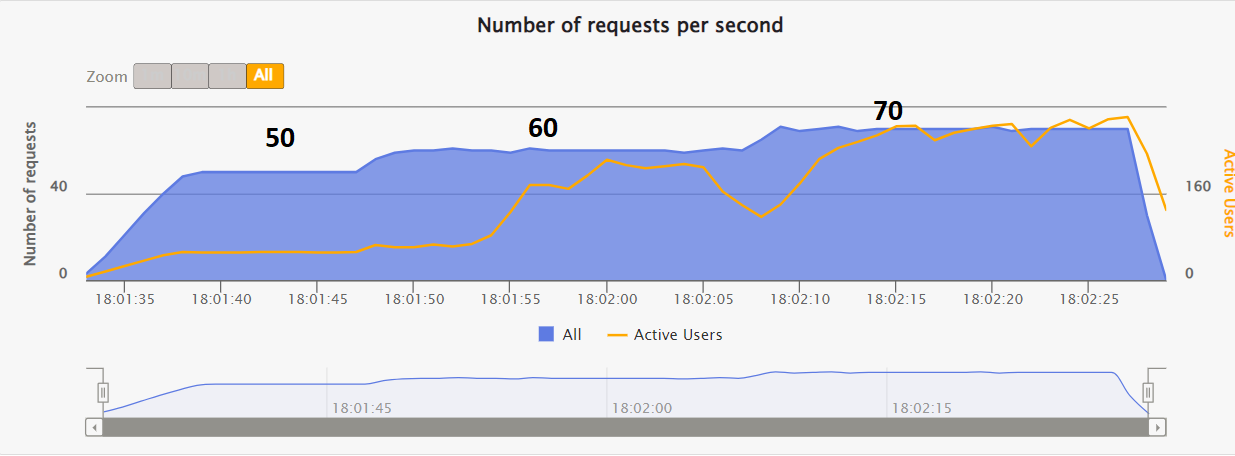 Number of requests per second
Zoom All
50 60 70
Number of requests
40
0
Active Users
160
0
18:01:35 18:01:40 18:01:45 18:01:50 18:01:55 18:02:00 18:02:05 18:02:10 18:02:15 18:02:20 18:02:25
All Active Users
18:01:45 18:02:00 18:02:15